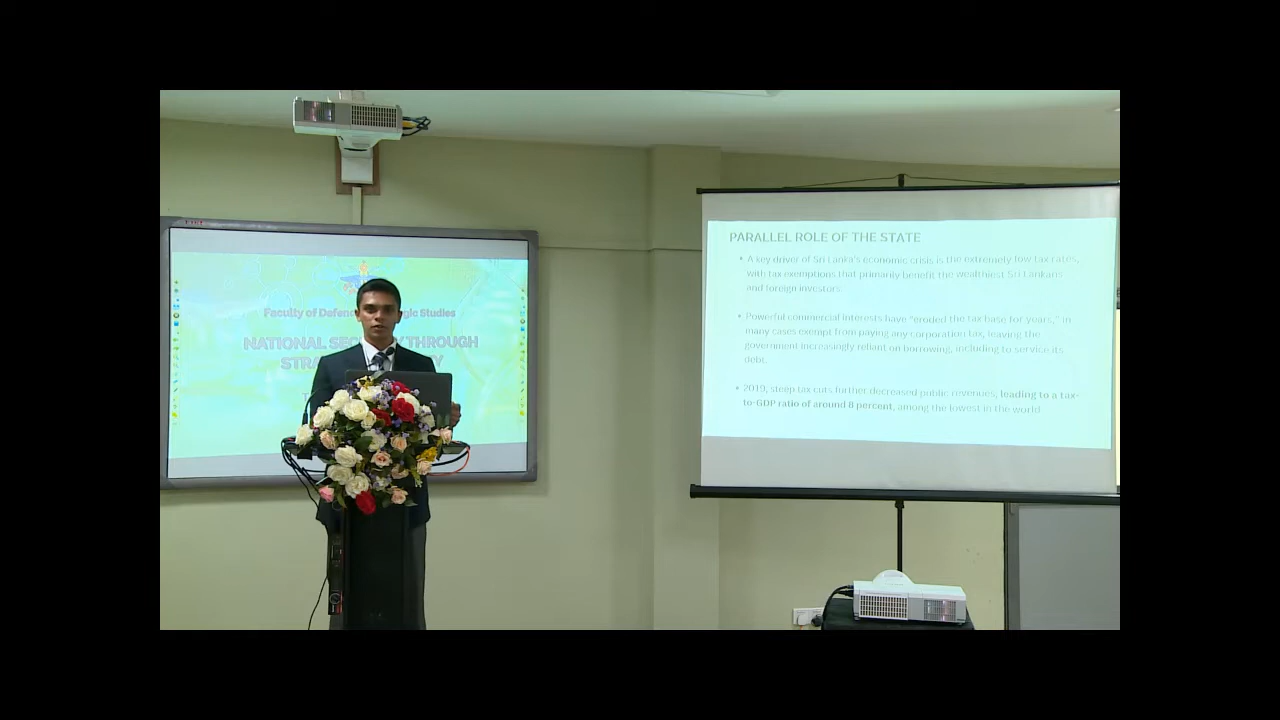 Faculty of Defen gic Studies
NATIONAL SEC Y THROUGH
STRA Y
PARALLEL ROLE OF THE STATE
• A key driver of Sri Lanka's economic crisis is the extremely low tax rates,
with tax exemptions that primarily benefit the wealthiest Sri Lankans
and foreign investors
• Powerful commercial interests have "eroded the tax base for years," in
many cases exempt from paying any corporation tax, leaving the
government increasingly reliant on borrowing, including to service its
debt.
• 2019, steep tax cuts further decreased public revenues, leading to a tax-
to-GDP ratio of around 8 percent, among the lowest in the world